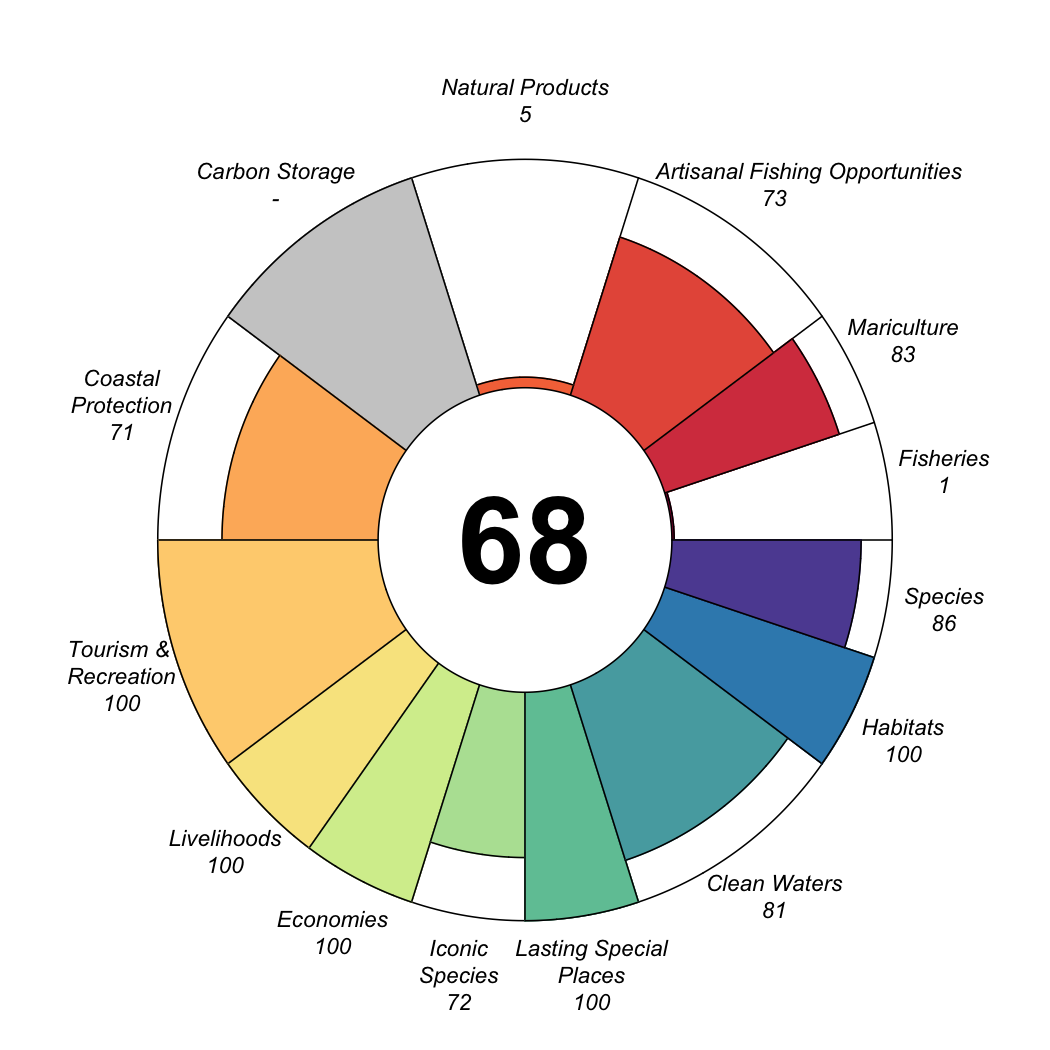 Natural Products
5
Carbon Storage
-
Artisanal Fishing Opportunities
73
Mariculture
83
Coastal
Protection
71
Fisheries
1
68
Species
86
Tourism &
Recreation
100
Habitats
100
Livelihoods
100
Clean Waters
81
Economies
100
Iconic
Species
72
Lasting Special
Places
100